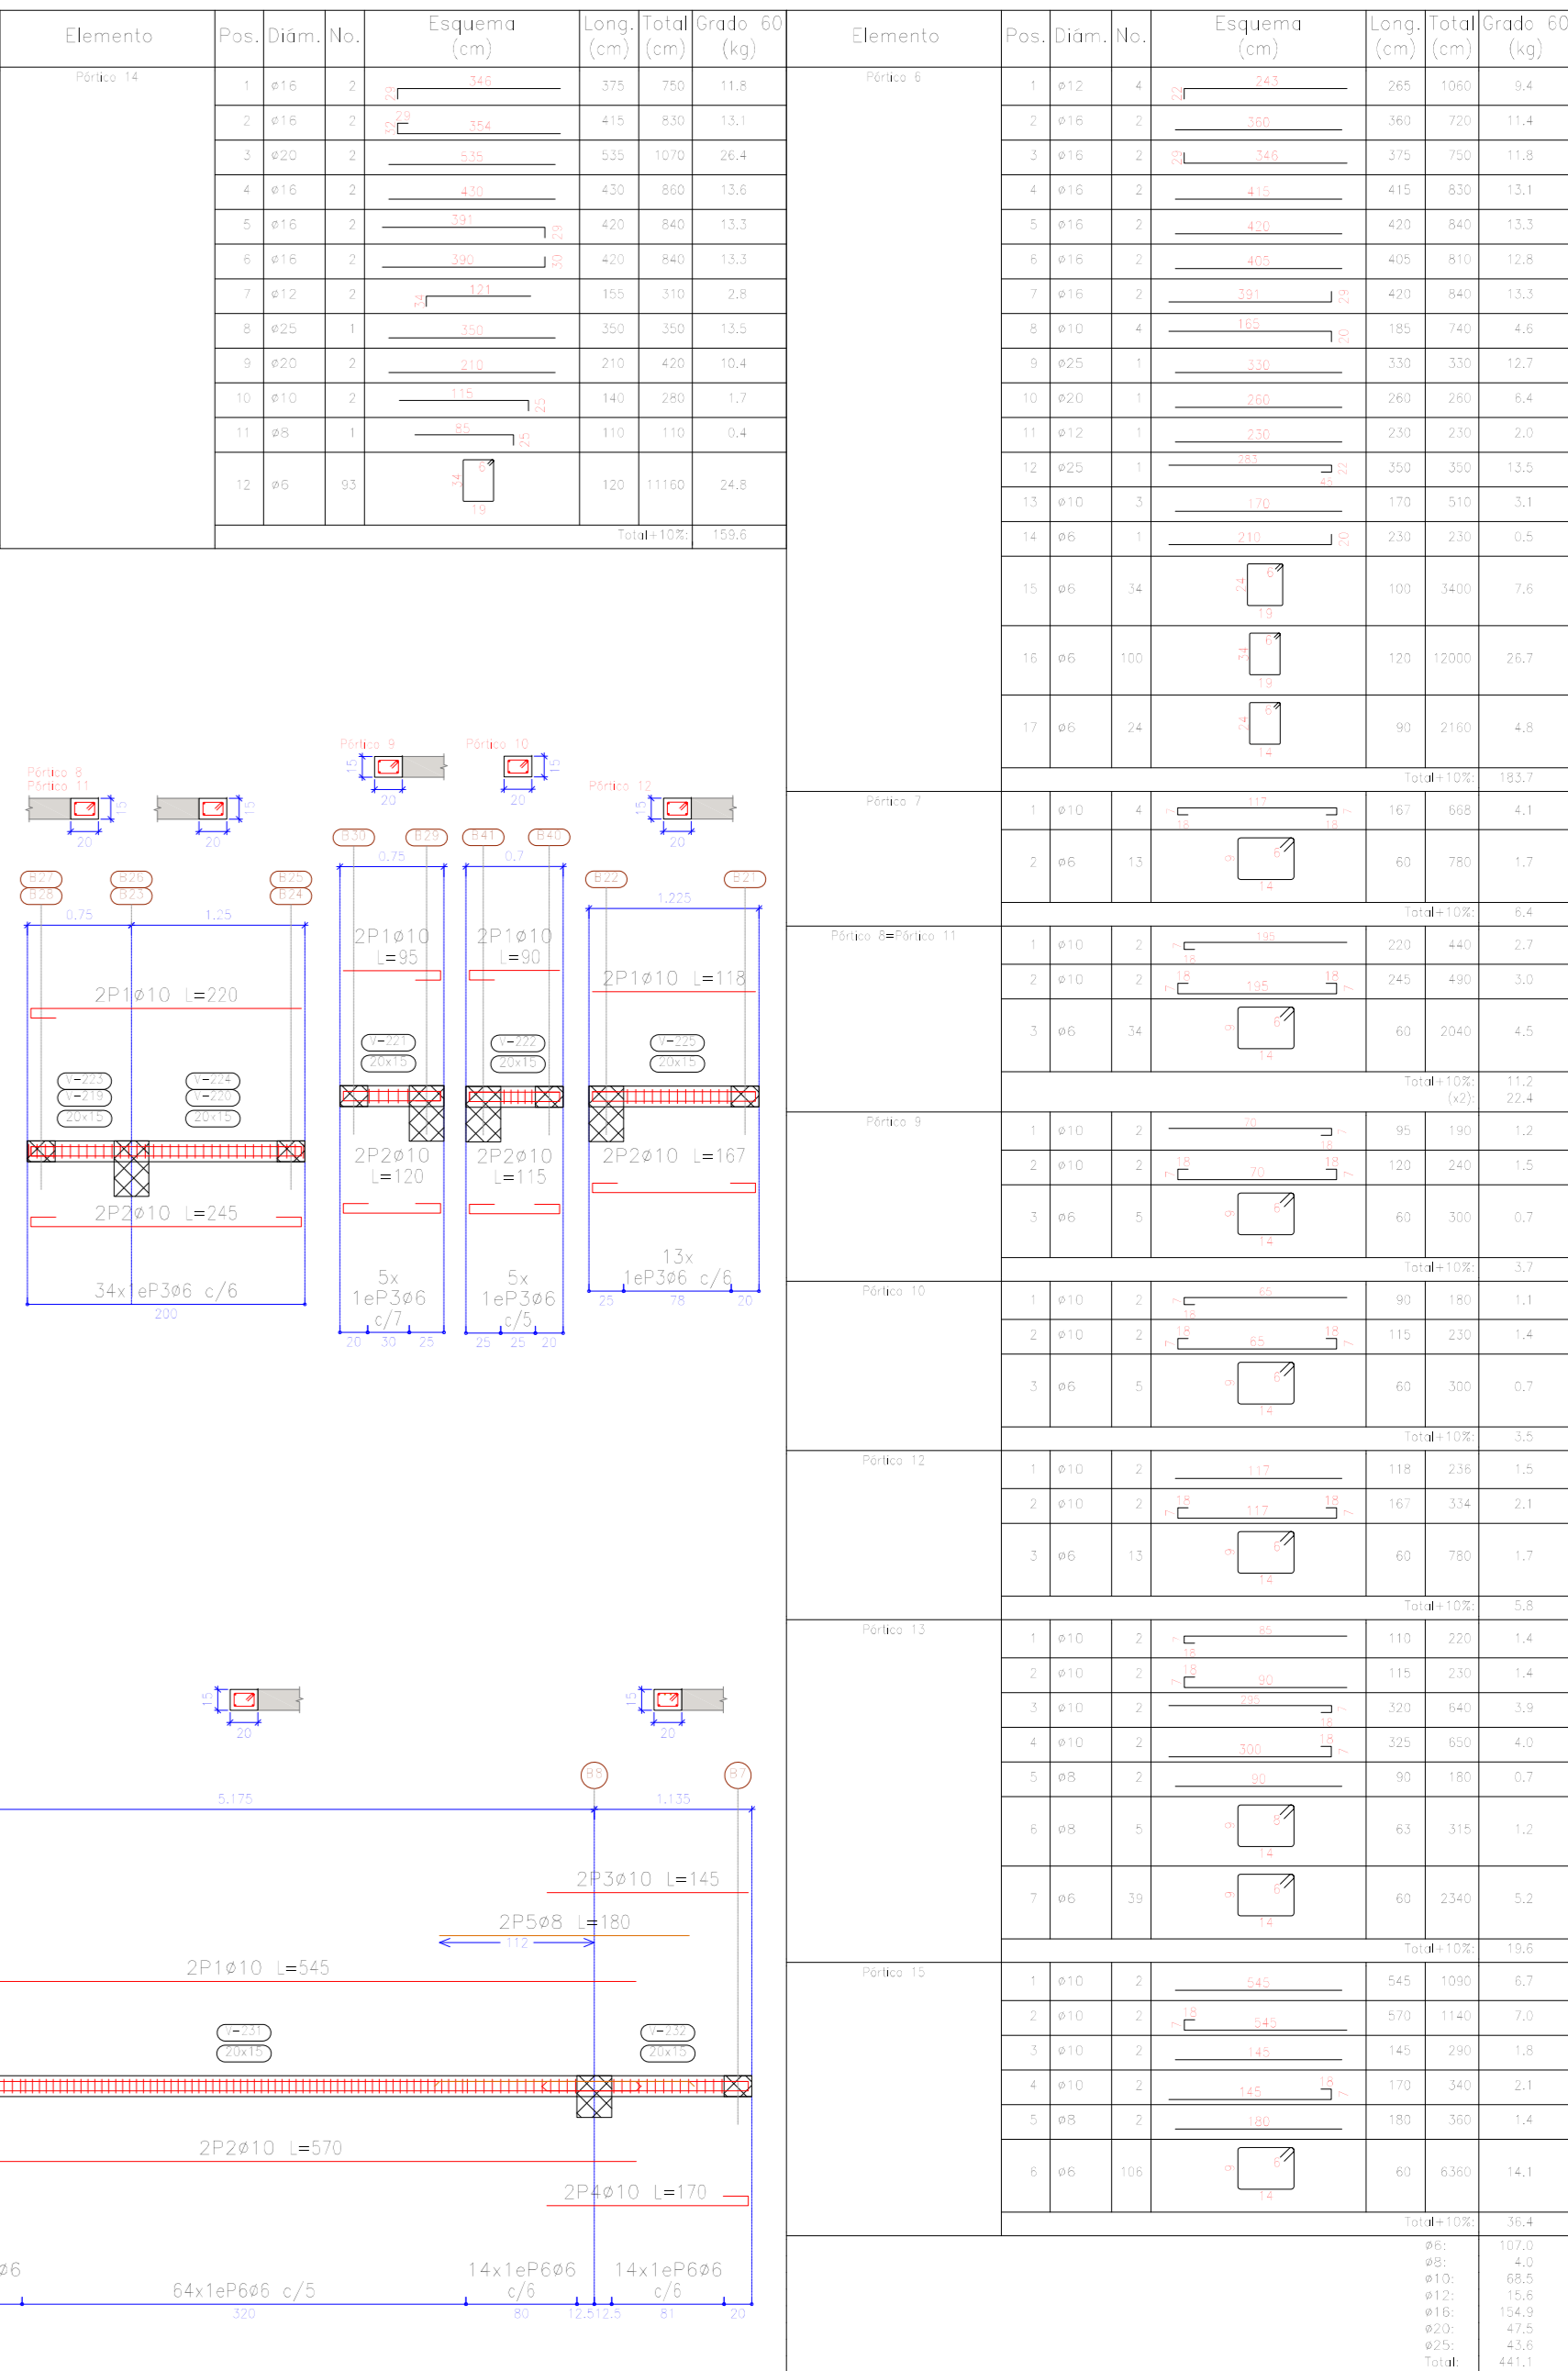 Elemento Pos. Diám. No. Esquema (cm) Long. (cm) Total (cm) Grado 60 (kg)
Pórtico 14
1 ø16 2 29 346 375 750 11.8
2 ø16 2 32 29 354 415 830 13.1
3 ø20 2 535 535 1070 26.4
4 ø16 2 430 430 860 13.6
5 ø16 2 391 29 420 840 13.3
6 ø16 2 390 30 420 840 13.3
7 ø12 2 34 121 155 310 2.8
8 ø25 1 350 350 350 13.5
9 ø20 2 210 210 420 10.4
10 ø10 2 115 25 140 280 1.7
11 ø8 1 85 25 110 110 0.4
12 ø6 93 34 6 19 120 11160 24.8
Total+10%: 159.6
Pórtico 8
Pórtico 11
15
20
15
20
Pórtico 9
15
20
Pórtico 10
15
20
Pórtico 12
15
20
B27
B28
B26
B23
B25
B24
0.75 1.25
2P1ø10 L=220
V-223
V-219
20x15
V-224
V-220
20x15
2P2ø10 L=245
34x1eP3ø6 c/6
200
B30 B29
0.75
2P1ø10
L=95
V-221
20x15
2P2ø10
L=120
5x
1eP3ø6
c/7
20 30 25
B41 B40
0.7
2P1ø10
L=90
V-222
20x15
2P2ø10
L=115
5x
1eP3ø6
c/5
25 25 20
B22 B21
1.225
2P1ø10 L=118
V-225
20x15
2P2ø10 L=167
13x
1eP3ø6 c/6
25 78 20
15
20
15
20
B8 B7
5.175 1.135
2P3ø10 L=145
2P5ø8 L=180
112
2P1ø10 L=545
V-231
20x15
V-232
20x15
2P2ø10 L=570
2P4ø10 L=170
ø6
64x1eP6ø6 c/5
14x1eP6ø6
c/6
14x1eP6ø6
c/6
320 80 12.5 12.5 81 20
Elemento Pos. Diám. No. Esquema (cm) Long. (cm) Total (cm) Grado 60 (kg)
Pórtico 6
1 ø12 4 22 243 265 1060 9.4
2 ø16 2 360 360 720 11.4
3 ø16 2 29 346 375 750 11.8
4 ø16 2 415 415 830 13.1
5 ø16 2 420 420 840 13.3
6 ø16 2 405 405 810 12.8
7 ø16 2 391 29 420 840 13.3
8 ø10 4 165 20 185 740 4.6
9 ø25 1 330 330 330 12.7
10 ø20 1 260 260 260 6.4
11 ø12 1 230 230 230 2.0
12 ø25 1 283 22 45 350 350 13.5
13 ø10 3 170 170 510 3.1
14 ø6 1 210 20 230 230 0.5
15 ø6 34 24 6 19 100 3400 7.6
16 ø6 100 34 6 19 120 12000 26.7
17 ø6 24 24 6 14 90 2160 4.8
Total+10%: 183.7
Pórtico 7
1 ø10 4 7 18 117 18 7 167 668 4.1
2 ø6 13 9 6 14 60 780 1.7
Total+10%: 6.4
Pórtico 8=Pórtico 11
1 ø10 2 7 18 195 220 440 2.7
2 ø10 2 7 18 195 18 7 245 490 3.0
3 ø6 34 9 6 14 60 2040 4.5
Total+10%: 11.2
(x2): 22.4
Pórtico 9
1 ø10 2 70 18 7 95 190 1.2
2 ø10 2 7 18 70 18 7 120 240 1.5
3 ø6 5 9 6 14 60 300 0.7
Total+10%: 3.7
Pórtico 10
1 ø10 2 7 18 65 90 180 1.1
2 ø10 2 7 18 65 18 7 115 230 1.4
3 ø6 5 9 6 14 60 300 0.7
Total+10%: 3.5
Pórtico 12
1 ø10 2 117 118 236 1.5
2 ø10 2 7 18 117 18 7 167 334 2.1
3 ø6 13 9 6 14 60 780 1.7
Total+10%: 5.8
Pórtico 13
1 ø10 2 7 18 85 110 220 1.4
2 ø10 2 7 18 90 115 230 1.4
3 ø10 2 295 18 7 320 640 3.9
4 ø10 2 300 18 7 325 650 4.0
5 ø8 2 90 90 180 0.7
6 ø8 5 9 8 14 63 315 1.2
7 ø6 39 9 6 14 60 2340 5.2
Total+10%: 19.6
Pórtico 15
1 ø10 2 545 545 1090 6.7
2 ø10 2 7 18 545 570 1140 7.0
3 ø10 2 145 145 290 1.8
4 ø10 2 145 18 7 170 340 2.1
5 ø8 2 180 180 360 1.4
6 ø6 106 9 6 14 60 6360 14.1
Total+10%: 36.4
ø6: 107.0
ø8: 4.0
ø10: 68.5
ø12: 15.6
ø16: 154.9
ø20: 47.5
ø25: 43.6
Total: 441.1